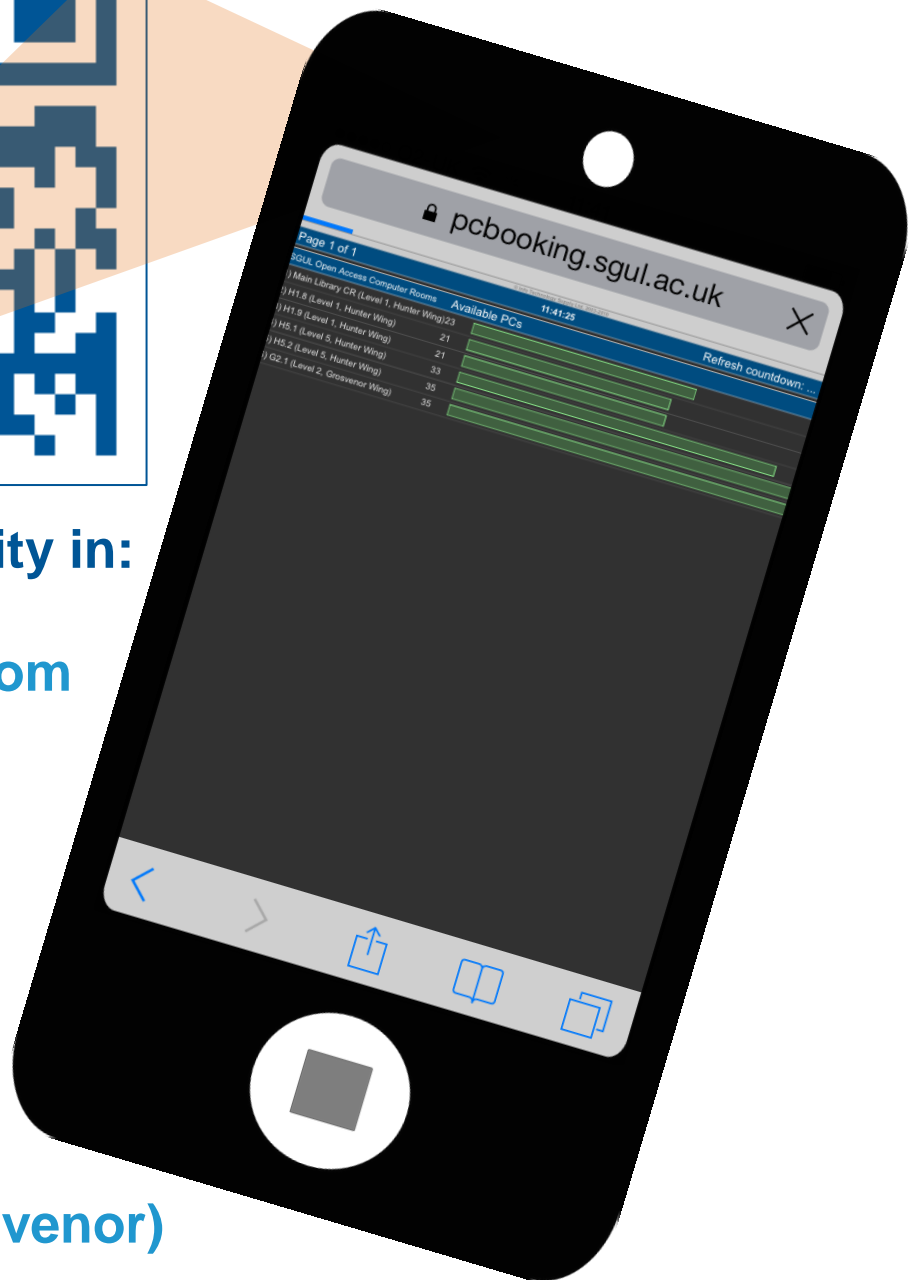 pcbooking.sgul.ac.uk
Page 1 of 1
11:41:25
Refresh countdown: ...
SGUL Open Access Computer Rooms
Available PCs
) Main Library CR (Level 1, Hunter Wing) 23
) H1.8 (Level 1, Hunter Wing) 21
) H1.9 (Level 1, Hunter Wing) 21
) H5.1 (Level 5, Hunter Wing) 33
) H5.2 (Level 5, Hunter Wing) 35
) G2.1 (Level 2, Grosvenor Wing) 35
ity in:
om
venor)